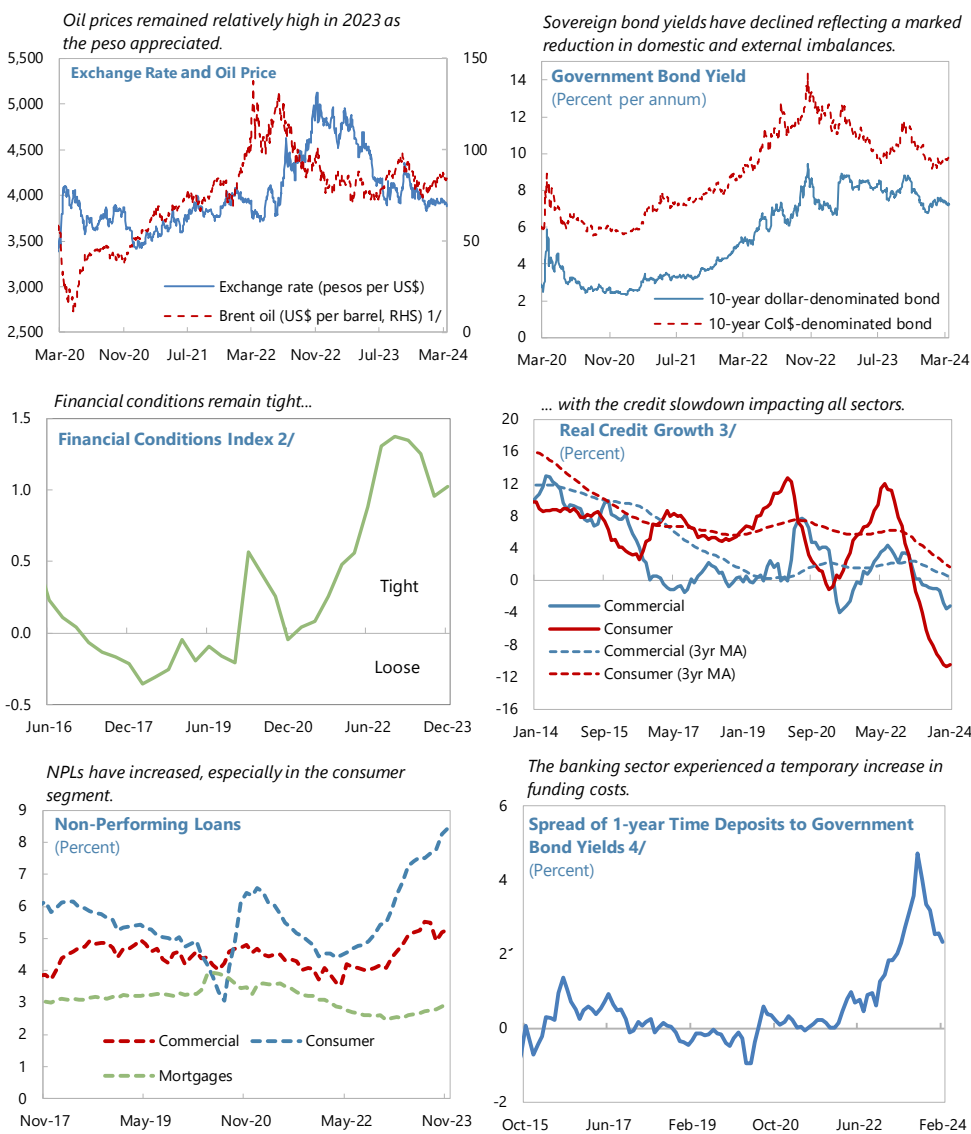 Oil prices remained relatively high in 2023 as
the peso appreciated.
Exchange Rate and Oil Price
5,500
5,000
4,500
4,000
3,500
3,000
2,500
150
100
50
0
Exchange rate (pesos per US$)
Brent oil (US$ per barrel, RHS) 1/
Mar-20 Nov-20 Jul-21 Mar-22 Nov-22 Jul-23 Mar-24
Sovereign bond yields have declined reflecting a marked
reduction in domestic and external imbalances.
Government Bond Yield
(Percent per annum)
14
12
10
8
6
4
2
0
10-year dollar-denominated bond
10-year Col$-denominated bond
Mar-20 Nov-20 Jul-21 Mar-22 Nov-22 Jul-23 Mar-24
Financial conditions remain tight...
Financial Conditions Index 2/
1.5
1.0
0.5
0.0
-0.5
Tight
Loose
Jun-16 Dec-17 Jun-19 Dec-20 Jun-22 Dec-23
... with the credit slowdown impacting all sectors.
Real Credit Growth 3/
(Percent)
20
16
12
8
4
0
-4
-8
-12
-16
Commercial
Consumer
Commercial (3yr MA)
Consumer (3yr MA)
Jan-14 Sep-15 May-17 Jan-19 Sep-20 May-22 Jan-24
NPLs have increased, especially in the consumer
segment.
Non-Performing Loans
(Percent)
9
8
7
6
5
4
3
2
1
0
Commercial Consumer
Mortgages
Nov-17 May-19 Nov-20 May-22 Nov-23
The banking sector experienced a temporary increase in
funding costs.
Spread of 1-year Time Deposits to Government
Bond Yields 4/
(Percent)
6
4
2
0
-2
Oct-15 Jun-17 Feb-19 Oct-20 Jun-22 Feb-24